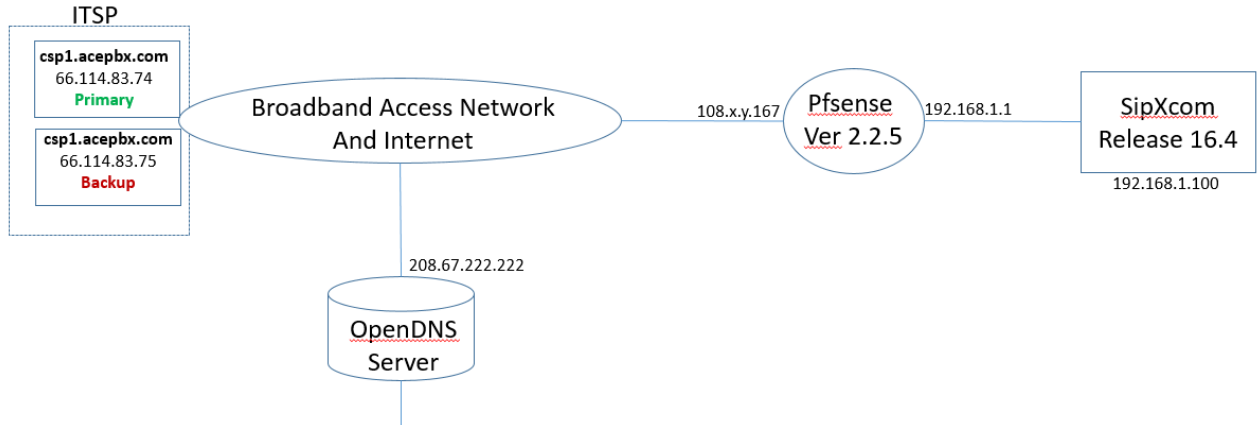 ITSP
csp1.acepbx.com
66.114.83.74
Primary
csp1.acepbx.com
66.114.83.75
Backup
Broadband Access Network
And Internet
108.x.y.167
Pfsense
Ver 2.2.5
192.168.1.1
SipXcom
Release 16.4
192.168.1.100
208.67.222.222
OpenDNS
Server